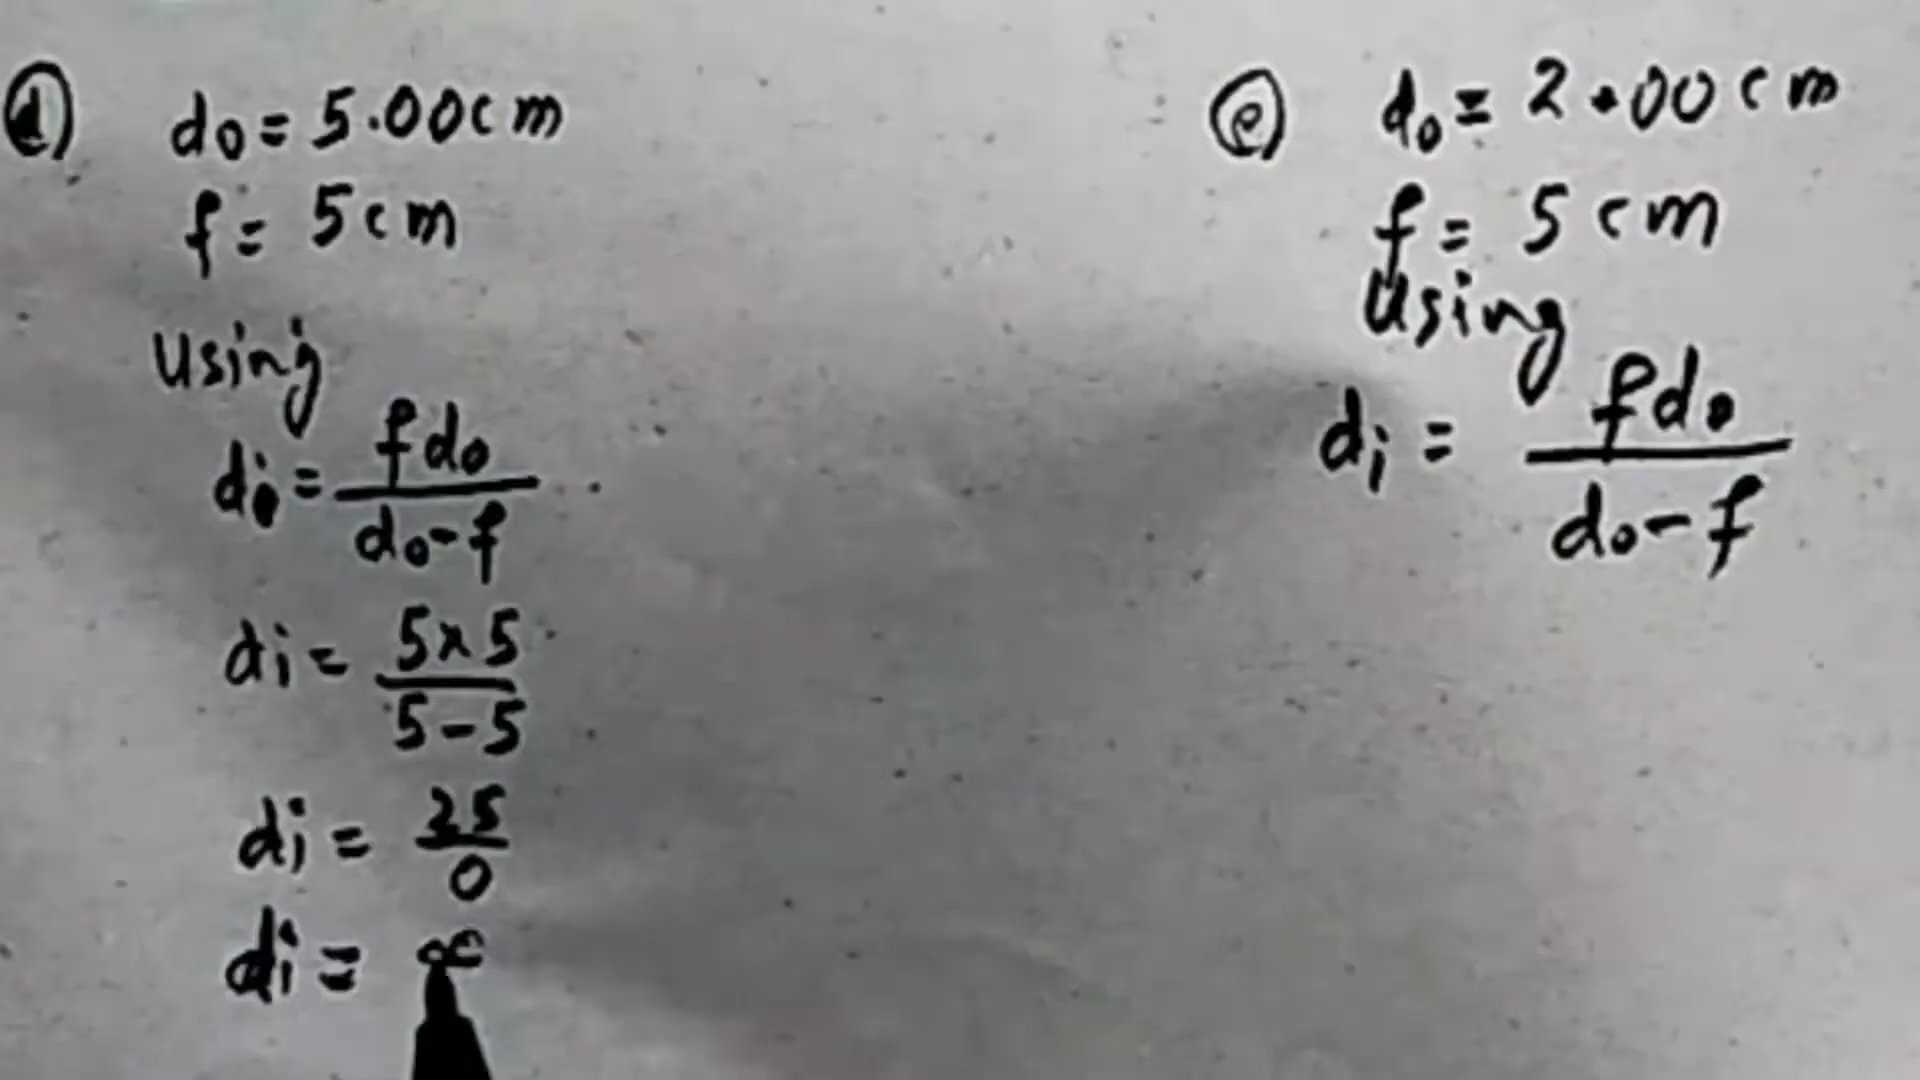 (d) do = 5.00cm
f = 5cm
Using
di = fdo / do-f
di = 5x5 / 5-5
di = 25 / 0
di = ∞
(e) do = 2.00cm
f = 5cm
Using
di = fdo / do-f